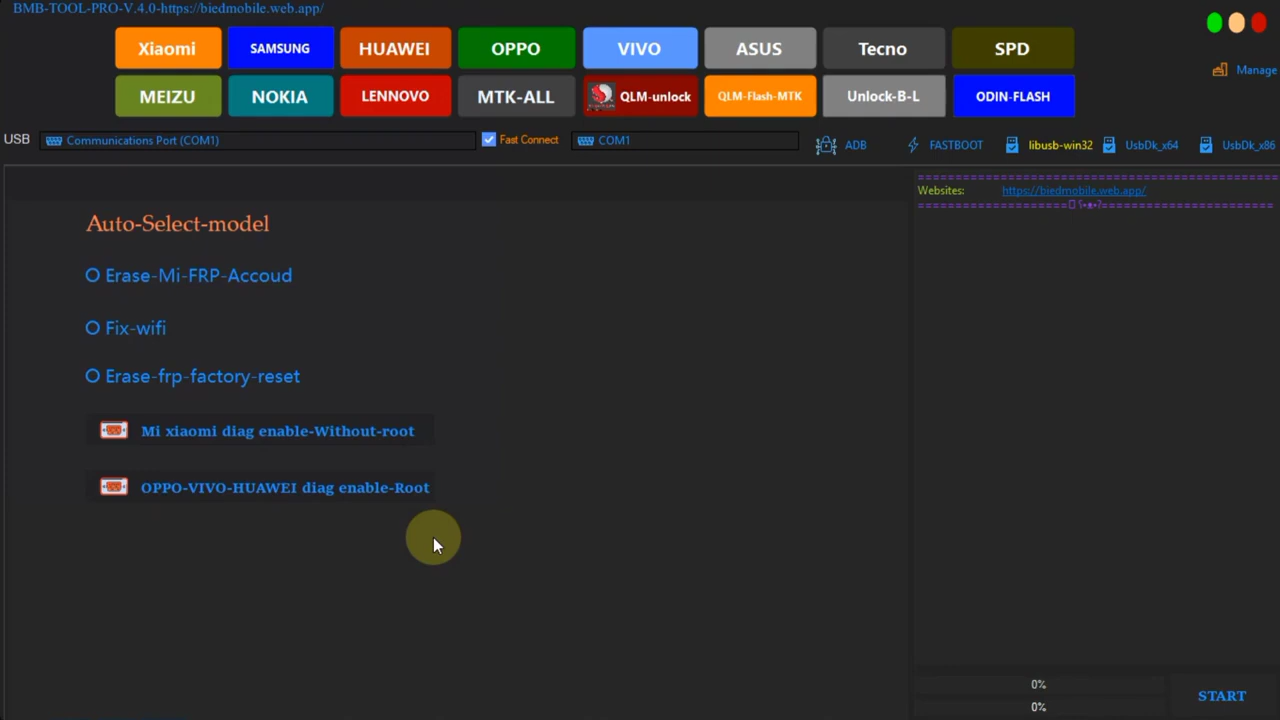 BMB-TOOL-PRO-V.4.0-https://biedmobile.web.app/
Xiaomi SAMSUNG HUAWEI OPPO VIVO ASUS Tecno SPD
Manage
MEIZU NOKIA LENNOVO MTK-ALL QLM-unlock QLM-Flash-MTK Unlock-B-L ODIN-FLASH
USB Communications Port (COM1) Fast Connect COM1 ADB FASTBOOT libusb-win32 UsbDk_x64 UsbDk_x86
Websites: https://biedmobile.web.app/
Auto-Select-model
Erase-Mi-FRP-Accoud
Fix-wifi
Erase-frp-factory-reset
Mi xiaomi diag enable-Without-root
OPPO-VIVO-HUAWEI diag enable-Root
0%
0%
START